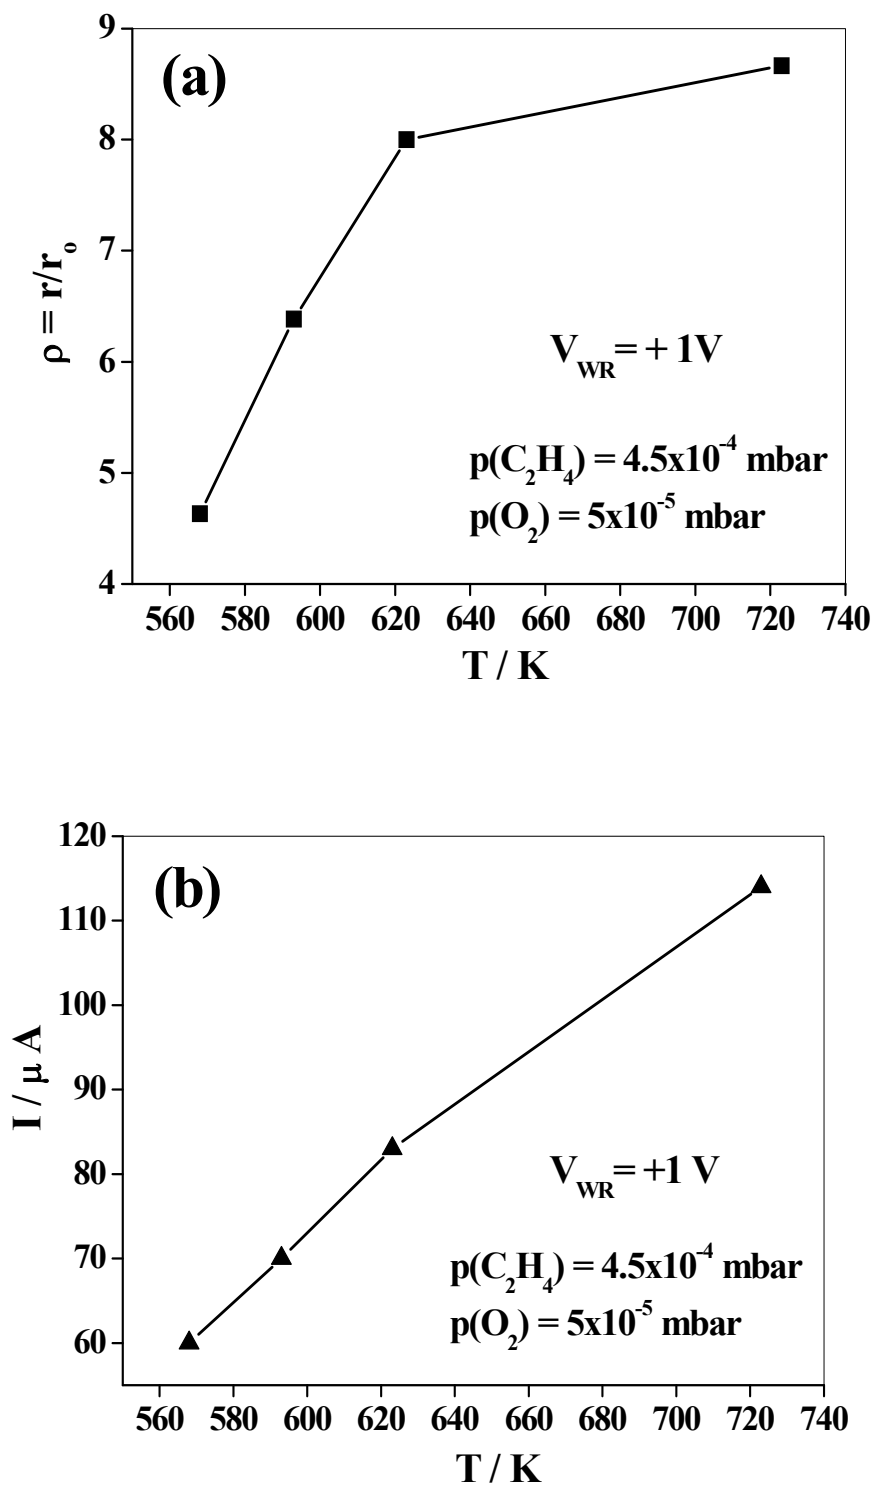 (a)
9
8
7
6
5
4
ρ = r/r₀
V_WR = + 1V
p(C₂H₄) = 4.5x10⁻⁴ mbar
p(O₂) = 5x10⁻⁵ mbar
560 580 600 620 640 660 680 700 720 740
T / K
(b)
120
110
100
90
80
70
60
I / μ A
V_WR = +1 V
p(C₂H₄) = 4.5x10⁻⁴ mbar
p(O₂) = 5x10⁻⁵ mbar
560 580 600 620 640 660 680 700 720 740
T / K